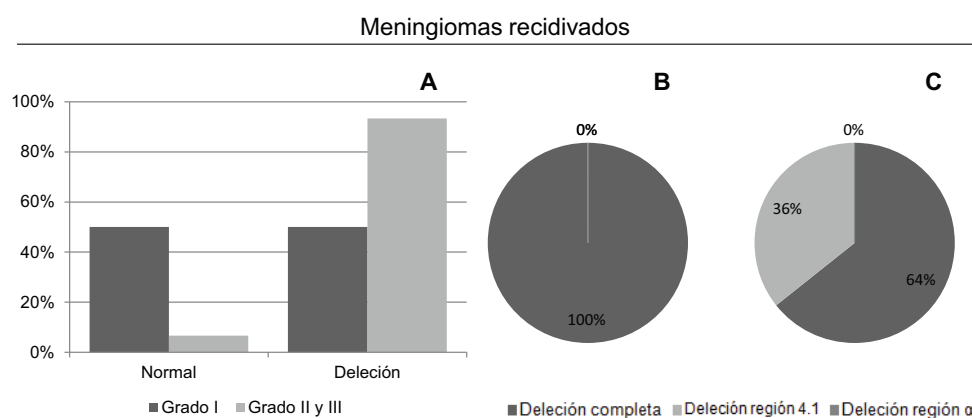 Meningiomas recidivados
A
B
C
100%
80%
60%
40%
20%
0%
Normal
Deleción
Grado I
Grado II y III
0%
100%
0%
36%
64%
Deleción completa
Deleción región 4.1
Deleción región